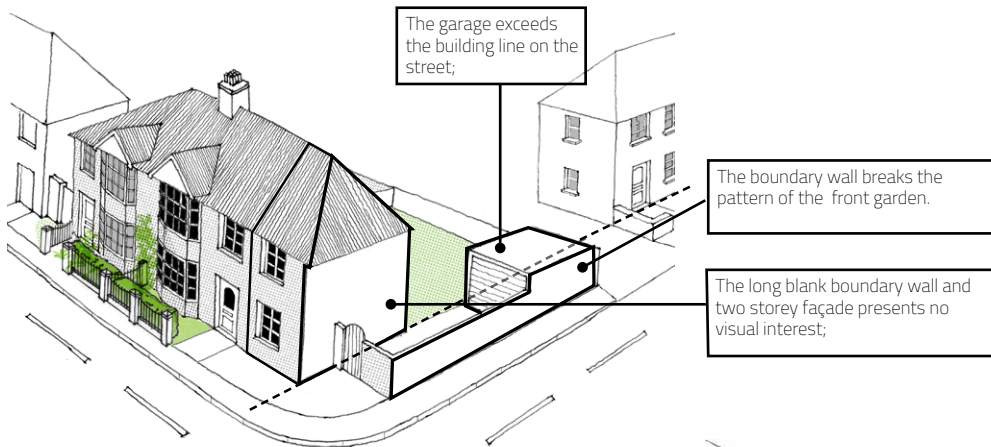 The garage exceeds
the building line on the
street;
The boundary wall breaks the
pattern of the front garden.
The long blank boundary wall and
two storey façade presents no
visual interest;